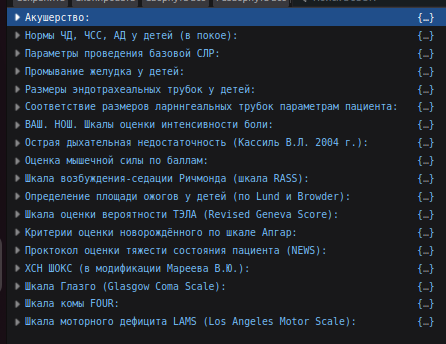 Акушерство: {…}
Нормы ЧД, ЧСС, АД у детей (в покое): {…}
Параметры проведения базовой СЛР: {…}
Промывание желудка у детей: {…}
Размеры эндотрахеальных трубок у детей: {…}
Соответствие размеров ларингеальных трубок параметрам пациента: {…}
ВАШ. НОШ. Шкалы оценки интенсивности боли: {…}
Острая дыхательная недостаточность (Кассиль В.Л. 2004 г.): {…}
Оценка мышечной силы по баллам: {…}
Шкала возбуждения-седации Ричмонда (шкала RASS): {…}
Определение площади ожогов у детей (по Lund и Browder): {…}
Шкала оценки вероятности ТЭЛА (Revised Geneva Score): {…}
Критерии оценки новорождённого по шкале Апгар: {…}
Проктокол оценки тяжести состояния пациента (NEWS): {…}
ХСН ШОКС (в модификации Мареева В.Ю.): {…}
Шкала Глазго (Glasgow Coma Scale): {…}
Шкала комы FOUR: {…}
Шкала моторного дефицита LAMS (Los Angeles Motor Scale): {…}